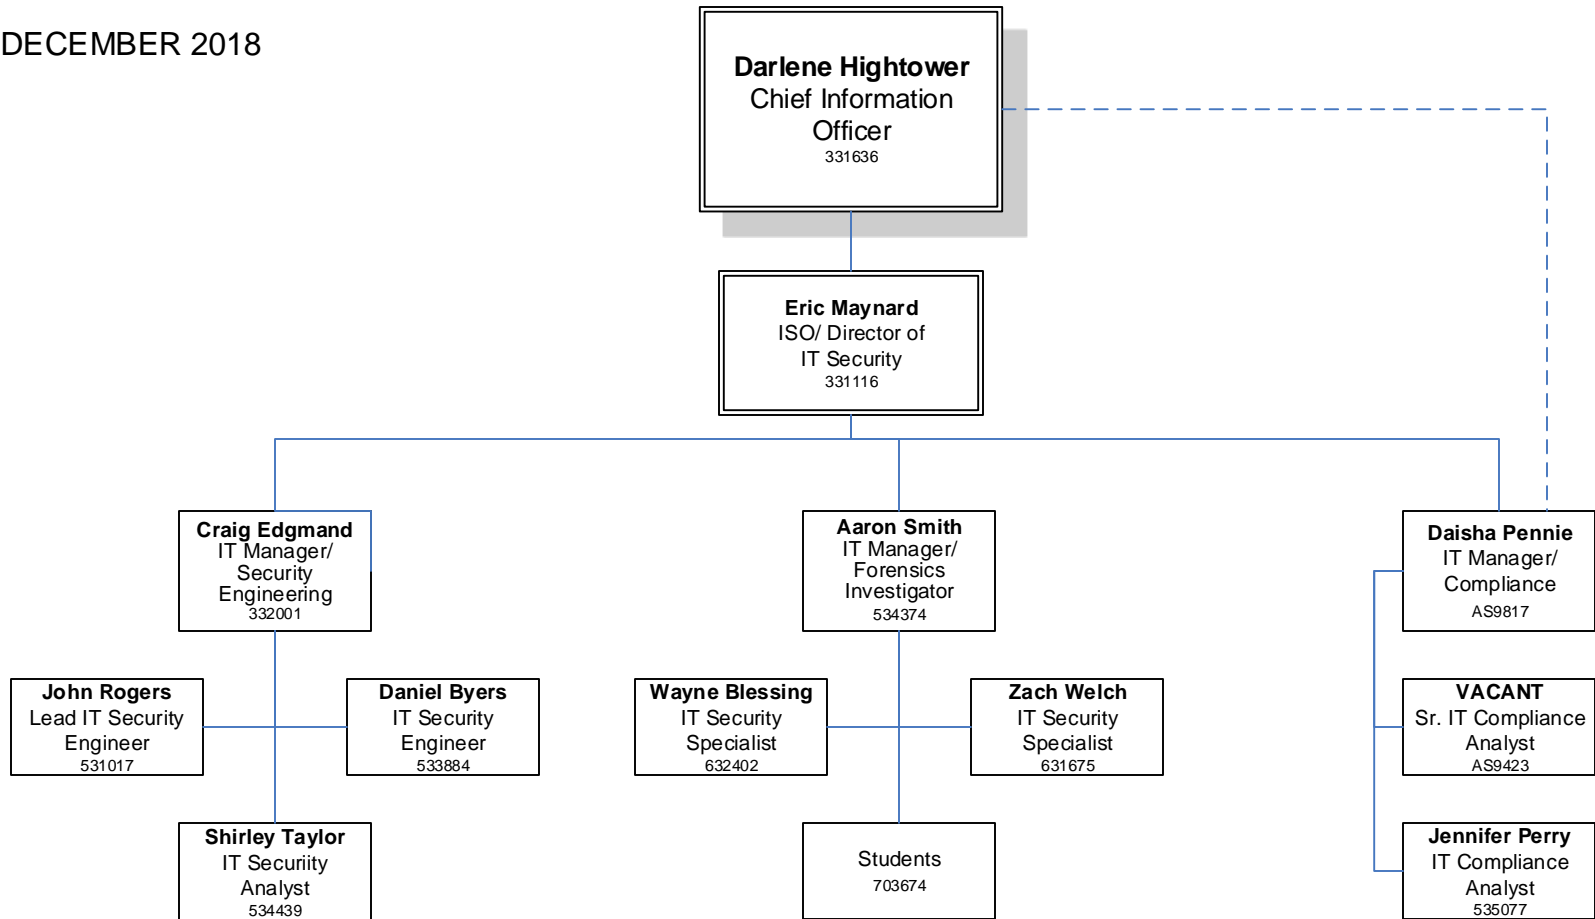 DECEMBER 2018
Darlene Hightower
Chief Information
Officer
331636
Eric Maynard
ISO/ Director of
IT Security
331116
Craig Edgmand
IT Manager/
Security
Engineering
332001
Aaron Smith
IT Manager/
Forensics
Investigator
534374
Daisha Pennie
IT Manager/
Compliance
AS9817
John Rogers
Lead IT Security
Engineer
531017
Daniel Byers
IT Security
Engineer
533884
Wayne Blessing
IT Security
Specialist
632402
Zach Welch
IT Security
Specialist
631675
VACANT
Sr. IT Compliance
Analyst
AS9423
Shirley Taylor
IT Securiity
Analyst
534439
Students
703674
Jennifer Perry
IT Compliance
Analyst
535077